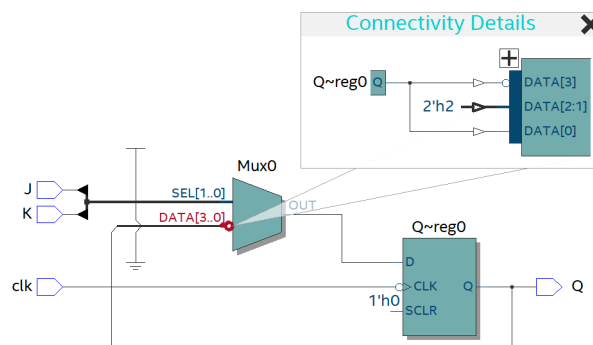 Connectivity Details
Q~reg0 Q
DATA[3]
2'h2 DATA[2:1]
DATA[0]
Mux0
J
SEL[1..0]
K
DATA[3..0]
OUT
Q~reg0
D
clk
CLK Q
Q
1'h0
SCLR